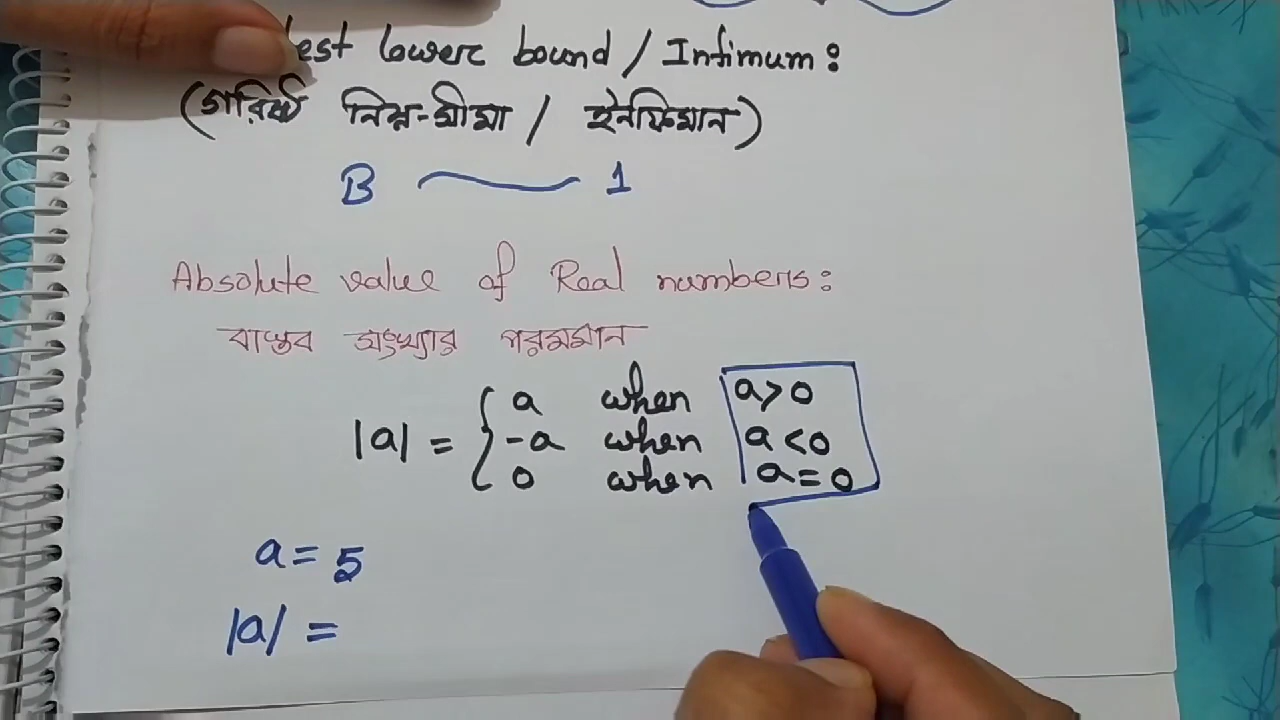 est lower bound / Infimum:
(গরিষ্ঠ নিম্ন-সীমা / ইনফিমাম)
B 1
Absolute value of Real numbers:
বাস্তব সংখ্যার পরমমান
|a| = { a when a>0
-a when a<0
0 when a=0
a = 5
|a| =